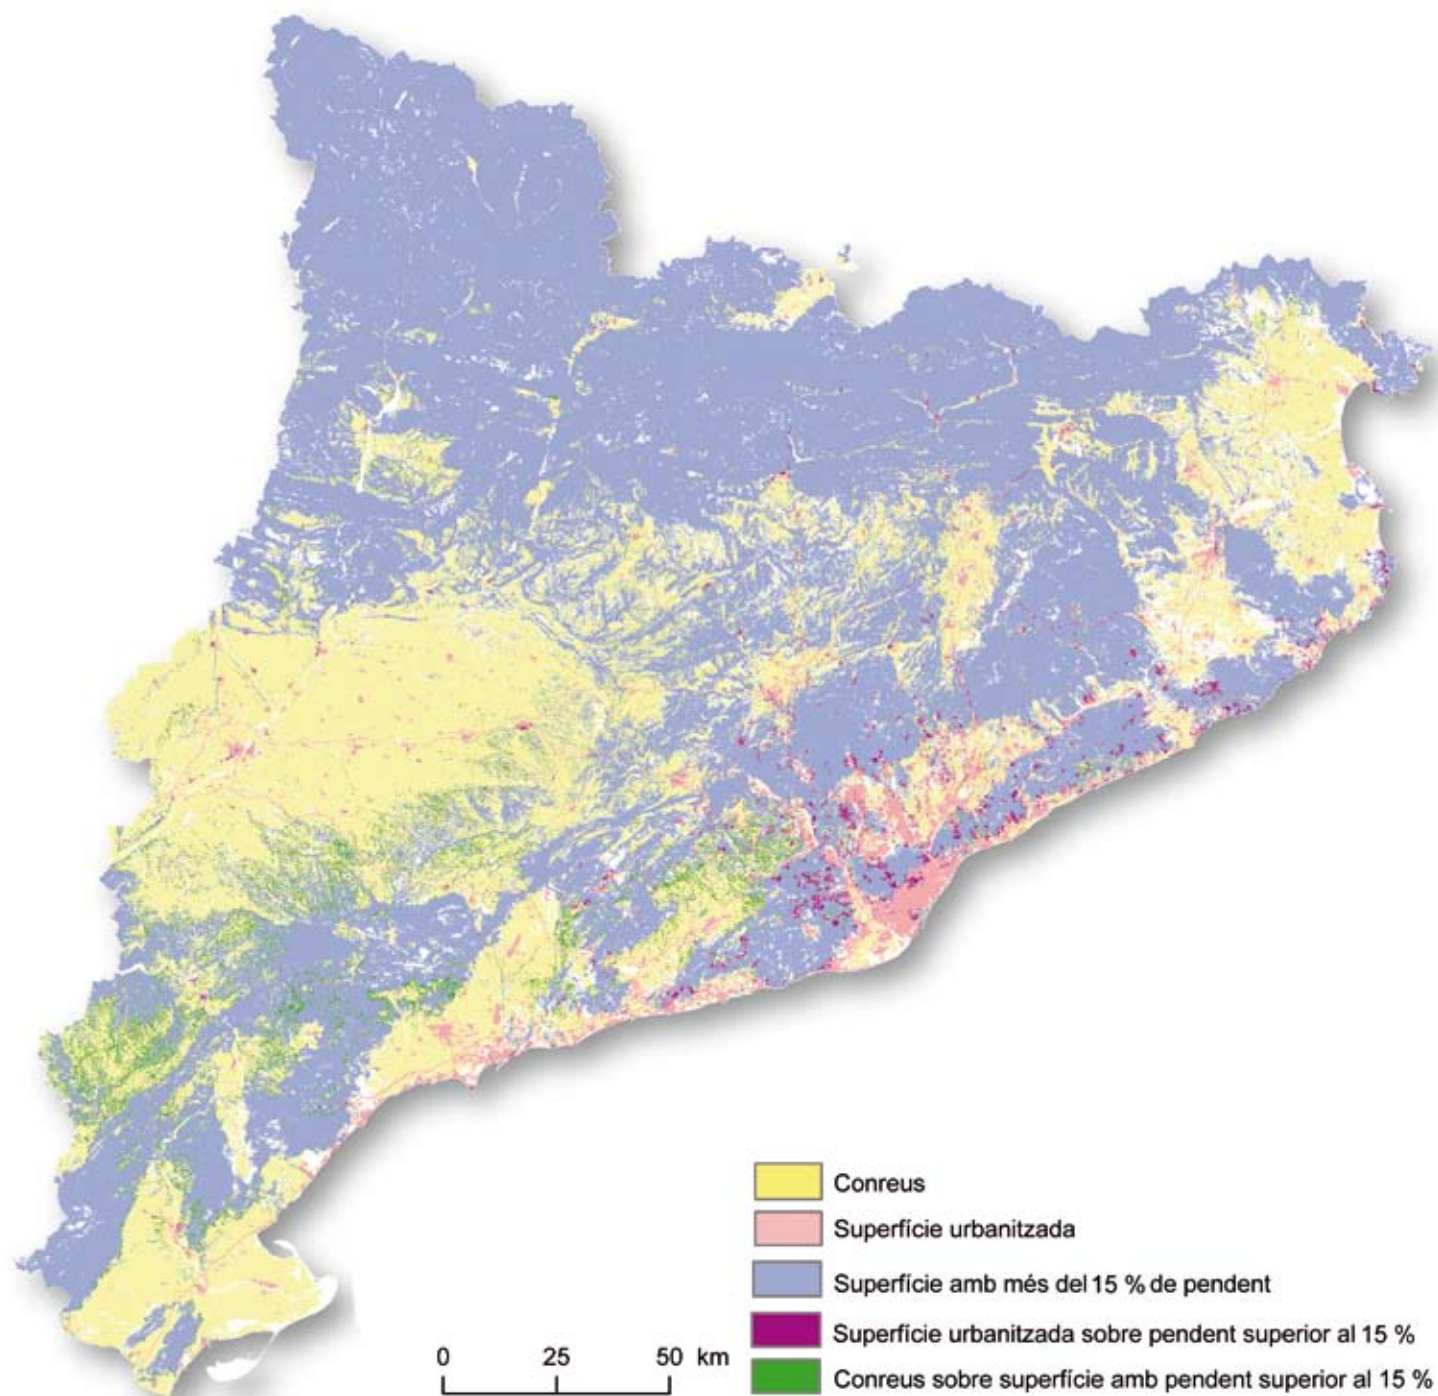 Conreus
Superfície urbanitzada
Superfície amb més del 15 % de pendent
Superfície urbanitzada sobre pendent superior al 15 %
Conreus sobre superfície amb pendent superior al 15 %
0 25 50 km